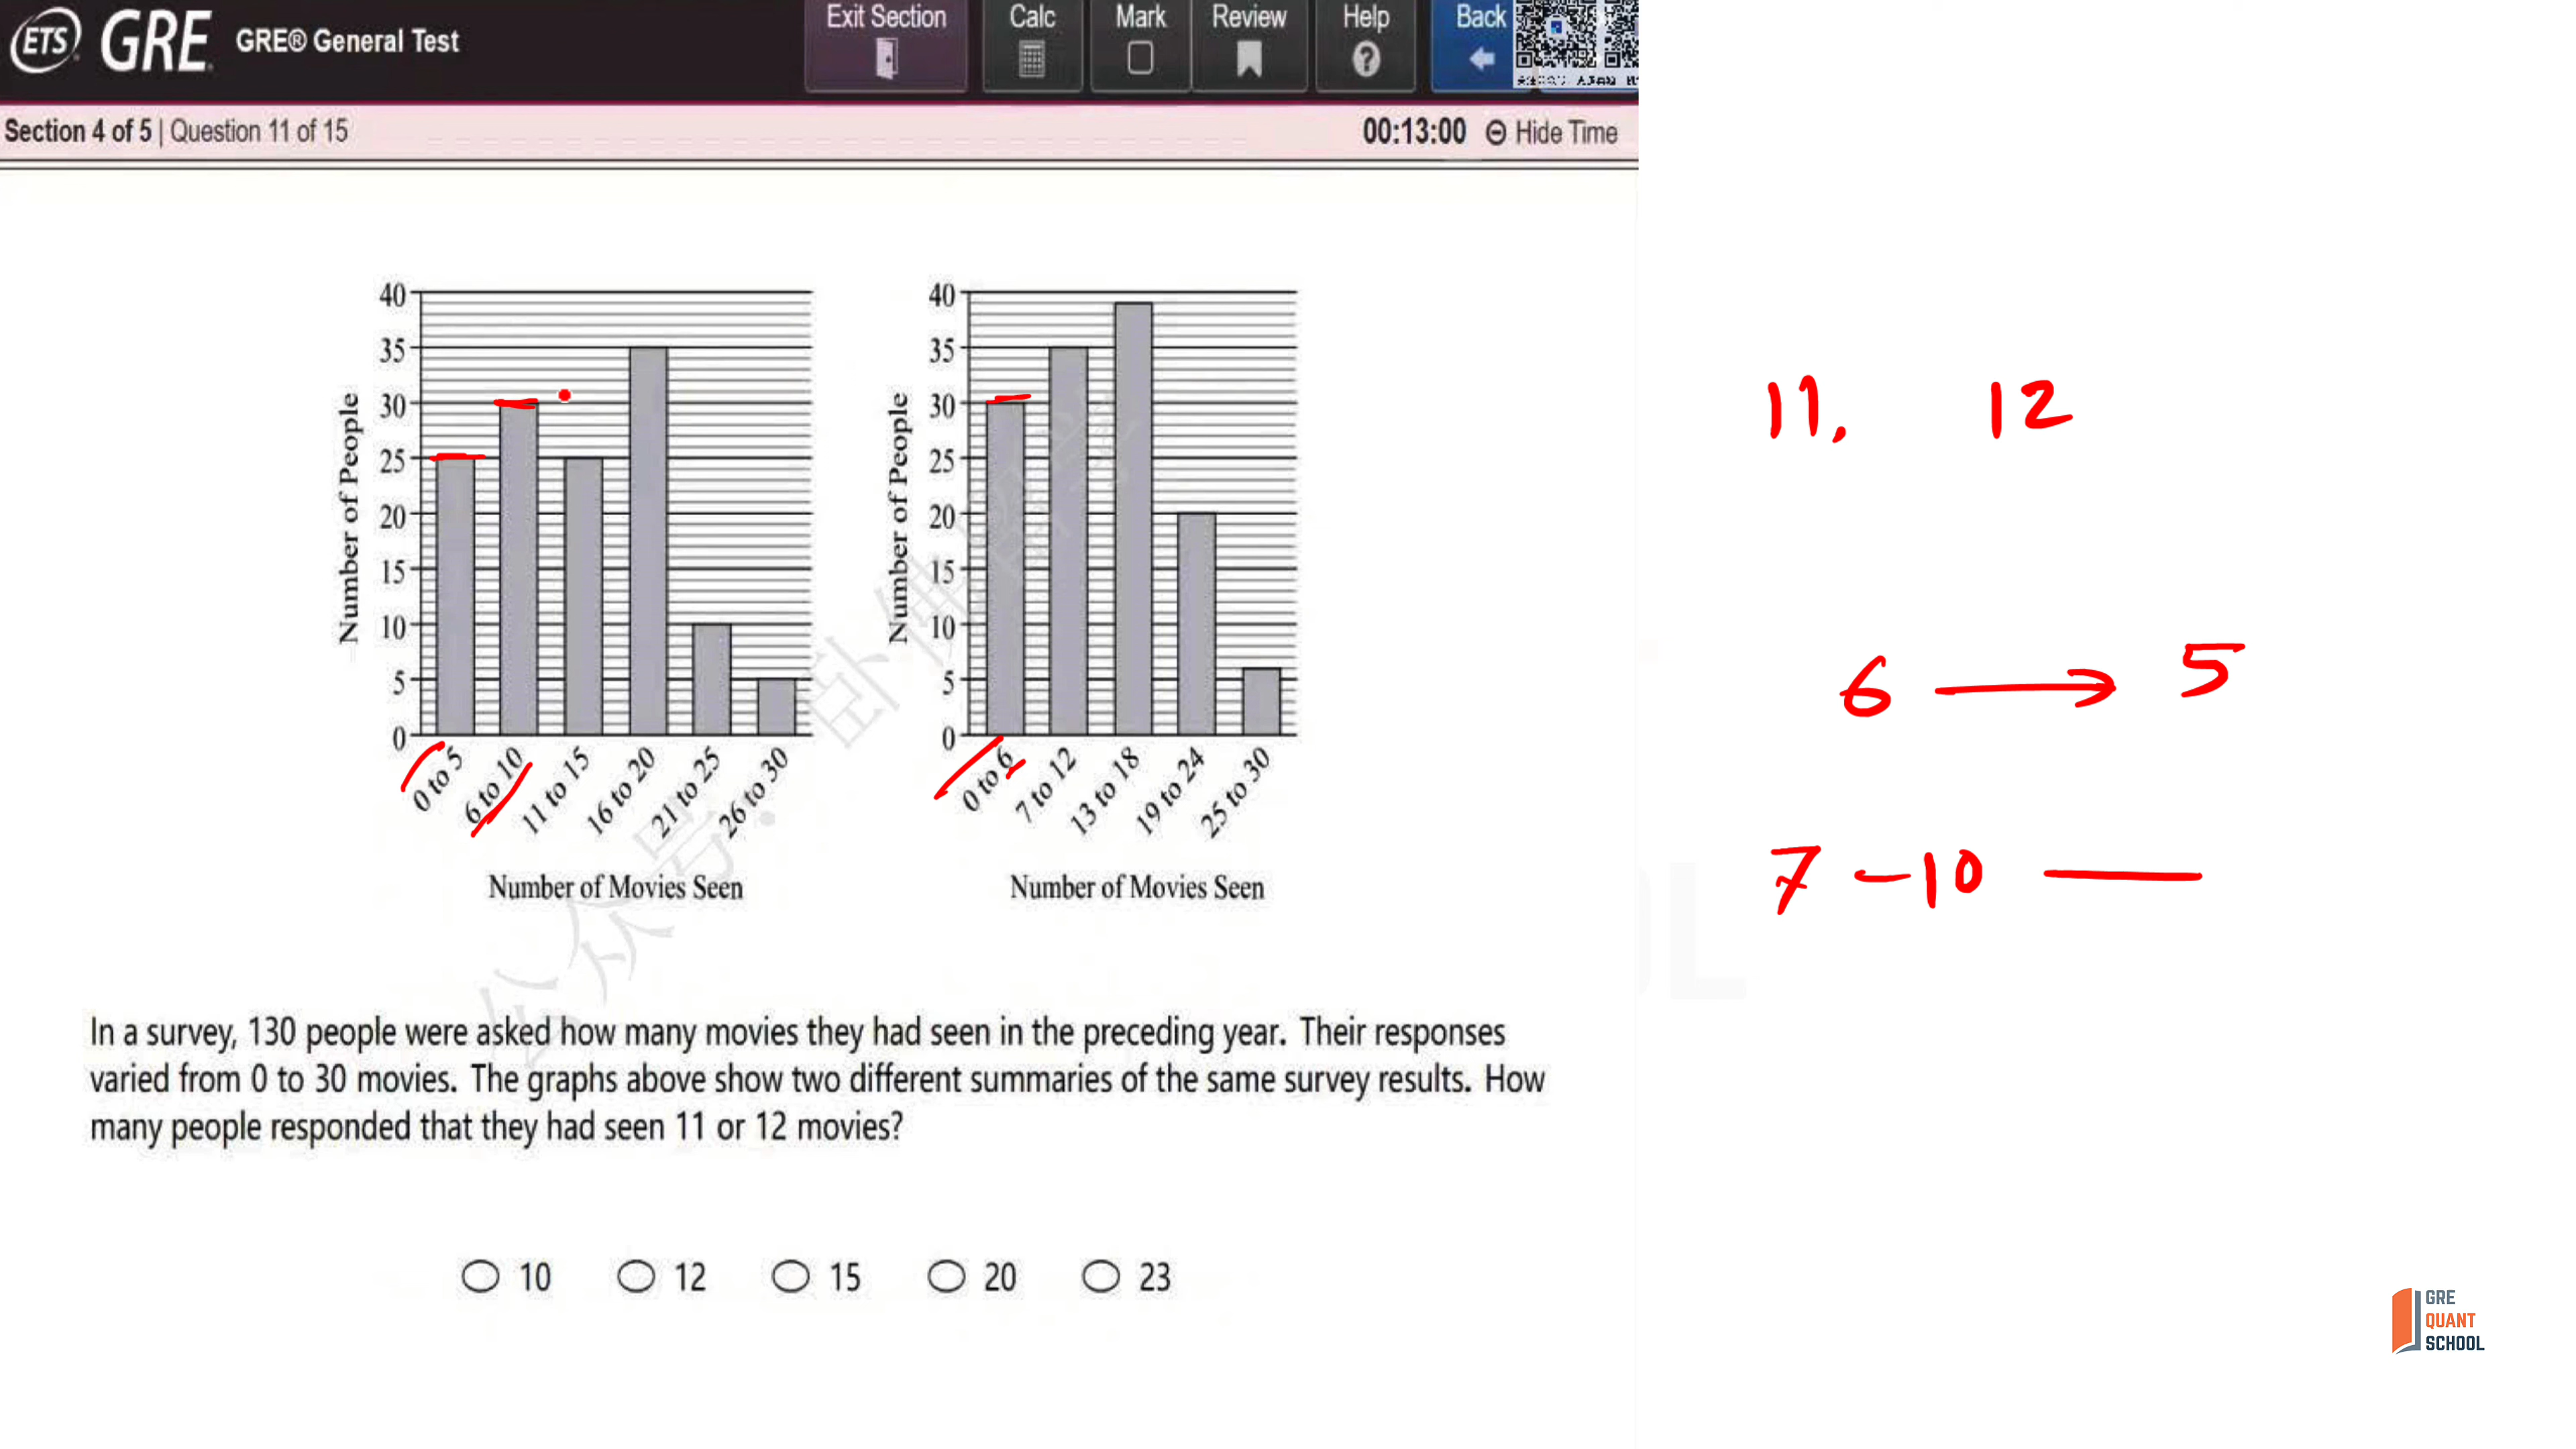 ETS GRE GRE® General Test
Exit Section
Calc
Mark
Review
Help
Back
Section 4 of 5 | Question 11 of 15
00:13:00 Hide Time
Number of People
40
35
30
25
20
15
10
5
0
0 to 5
6 to 10
11 to 15
16 to 20
21 to 25
26 to 30
Number of Movies Seen
Number of People
40
35
30
25
20
15
10
5
0
0 to 6
7 to 12
13 to 18
19 to 24
25 to 30
Number of Movies Seen
11. 12
6 → 5
7 - 10 —
公众号:卧佛留学
In a survey, 130 people were asked how many movies they had seen in the preceding year. Their responses
varied from 0 to 30 movies. The graphs above show two different summaries of the same survey results. How
many people responded that they had seen 11 or 12 movies?
10 12 15 20 23
GRE
QUANT
SCHOOL